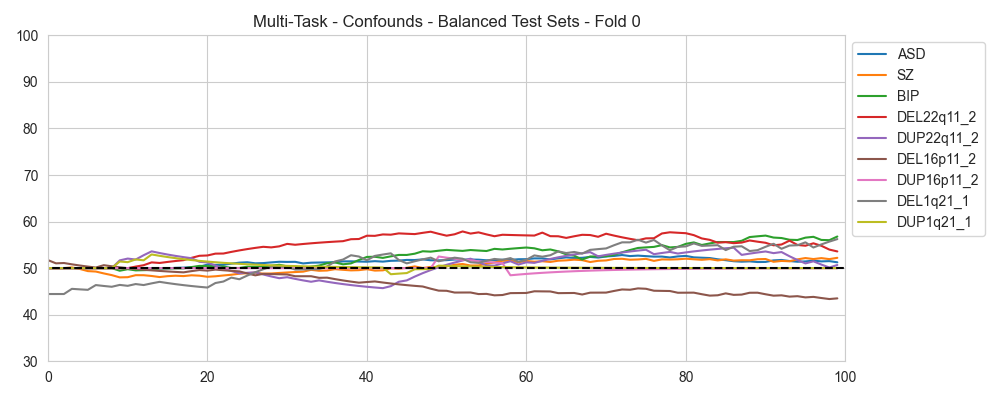 Multi-Task - Confounds - Balanced Test Sets - Fold 0
100
90
80
70
60
50
40
30
0 20 40 60 80 100
ASD
SZ
BIP
DEL22q11_2
DUP22q11_2
DEL16p11_2
DUP16p11_2
DEL1q21_1
DUP1q21_1